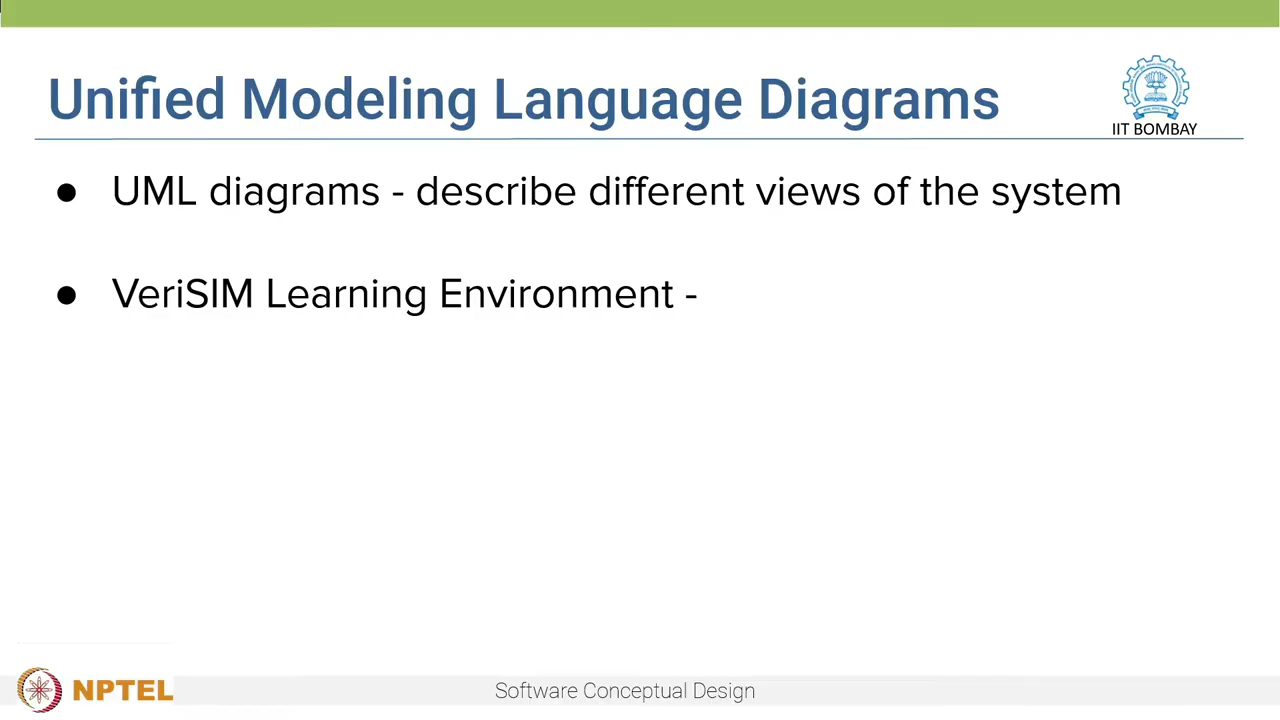 Unified Modeling Language Diagrams
IIT BOMBAY
● UML diagrams - describe different views of the system
● VeriSIM Learning Environment -
NPTEL
Software Conceptual Design